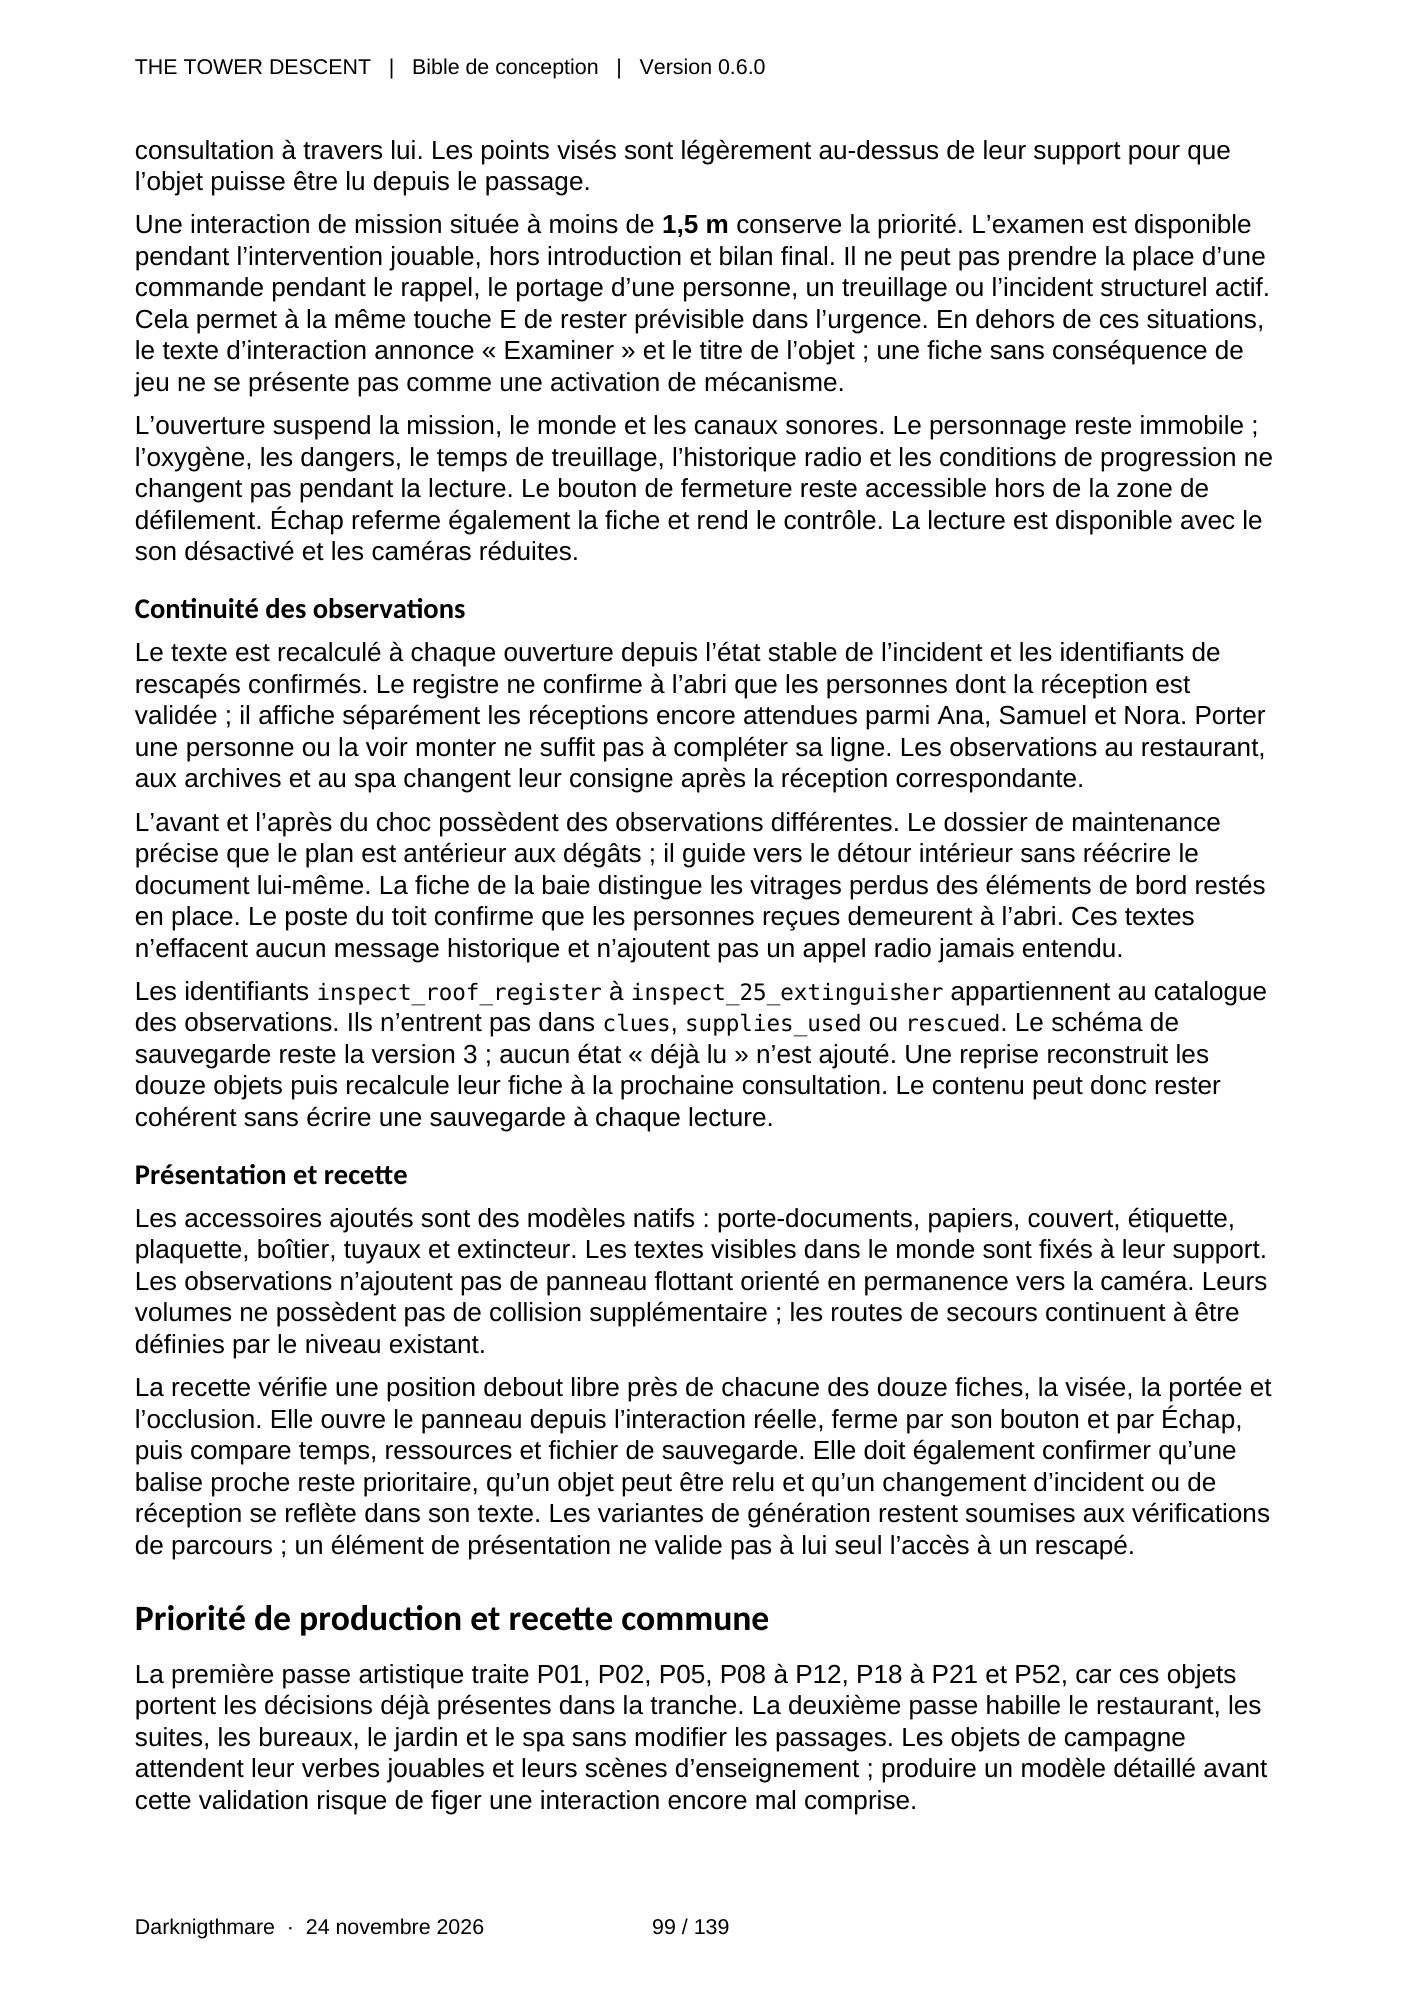 THE TOWER DESCENT | Bible de conception | Version 0.6.0
consultation à travers lui. Les points visés sont légèrement au-dessus de leur support pour que
l’objet puisse être lu depuis le passage.
Une interaction de mission située à moins de 1,5 m conserve la priorité. L’examen est disponible
pendant l’intervention jouable, hors introduction et bilan final. Il ne peut pas prendre la place d’une
commande pendant le rappel, le portage d’une personne, un treuillage ou l’incident structurel actif.
Cela permet à la même touche E de rester prévisible dans l’urgence. En dehors de ces situations,
le texte d’interaction annonce « Examiner » et le titre de l’objet ; une fiche sans conséquence de
jeu ne se présente pas comme une activation de mécanisme.
L’ouverture suspend la mission, le monde et les canaux sonores. Le personnage reste immobile ;
l’oxygène, les dangers, le temps de treuillage, l’historique radio et les conditions de progression ne
changent pas pendant la lecture. Le bouton de fermeture reste accessible hors de la zone de
défilement. Échap referme également la fiche et rend le contrôle. La lecture est disponible avec le
son désactivé et les caméras réduites.
Continuité des observations
Le texte est recalculé à chaque ouverture depuis l’état stable de l’incident et les identifiants de
rescapés confirmés. Le registre ne confirme à l’abri que les personnes dont la réception est
validée ; il affiche séparément les réceptions encore attendues parmi Ana, Samuel et Nora. Porter
une personne ou la voir monter ne suffit pas à compléter sa ligne. Les observations au restaurant,
aux archives et au spa changent leur consigne après la réception correspondante.
L’avant et l’après du choc possèdent des observations différentes. Le dossier de maintenance
précise que le plan est antérieur aux dégâts ; il guide vers le détour intérieur sans réécrire le
document lui-même. La fiche de la baie distingue les vitrages perdus des éléments de bord restés
en place. Le poste du toit confirme que les personnes reçues demeurent à l’abri. Ces textes
n’effacent aucun message historique et n’ajoutent pas un appel radio jamais entendu.
Les identifiants inspect_roof_register à inspect_25_extinguisher appartiennent au catalogue
des observations. Ils n’entrent pas dans clues, supplies_used ou rescued. Le schéma de
sauvegarde reste la version 3 ; aucun état « déjà lu » n’est ajouté. Une reprise reconstruit les
douze objets puis recalcule leur fiche à la prochaine consultation. Le contenu peut donc rester
cohérent sans écrire une sauvegarde à chaque lecture.
Présentation et recette
Les accessoires ajoutés sont des modèles natifs : porte-documents, papiers, couvert, étiquette,
plaquette, boîtier, tuyaux et extincteur. Les textes visibles dans le monde sont fixés à leur support.
Les observations n’ajoutent pas de panneau flottant orienté en permanence vers la caméra. Leurs
volumes ne possèdent pas de collision supplémentaire ; les routes de secours continuent à être
définies par le niveau existant.
La recette vérifie une position debout libre près de chacune des douze fiches, la visée, la portée et
l’occlusion. Elle ouvre le panneau depuis l’interaction réelle, ferme par son bouton et par Échap,
puis compare temps, ressources et fichier de sauvegarde. Elle doit également confirmer qu’une
balise proche reste prioritaire, qu’un objet peut être relu et qu’un changement d’incident ou de
réception se reflète dans son texte. Les variantes de génération restent soumises aux vérifications
de parcours ; un élément de présentation ne valide pas à lui seul l’accès à un rescapé.
Priorité de production et recette commune
La première passe artistique traite P01, P02, P05, P08 à P12, P18 à P21 et P52, car ces objets
portent les décisions déjà présentes dans la tranche. La deuxième passe habille le restaurant, les
suites, les bureaux, le jardin et le spa sans modifier les passages. Les objets de campagne
attendent leur verbes jouables et leurs scènes d’enseignement ; produire un modèle détaillé avant
cette validation risque de figer une interaction encore mal comprise.
Darknigthmare · 24 novembre 2026 99 / 139